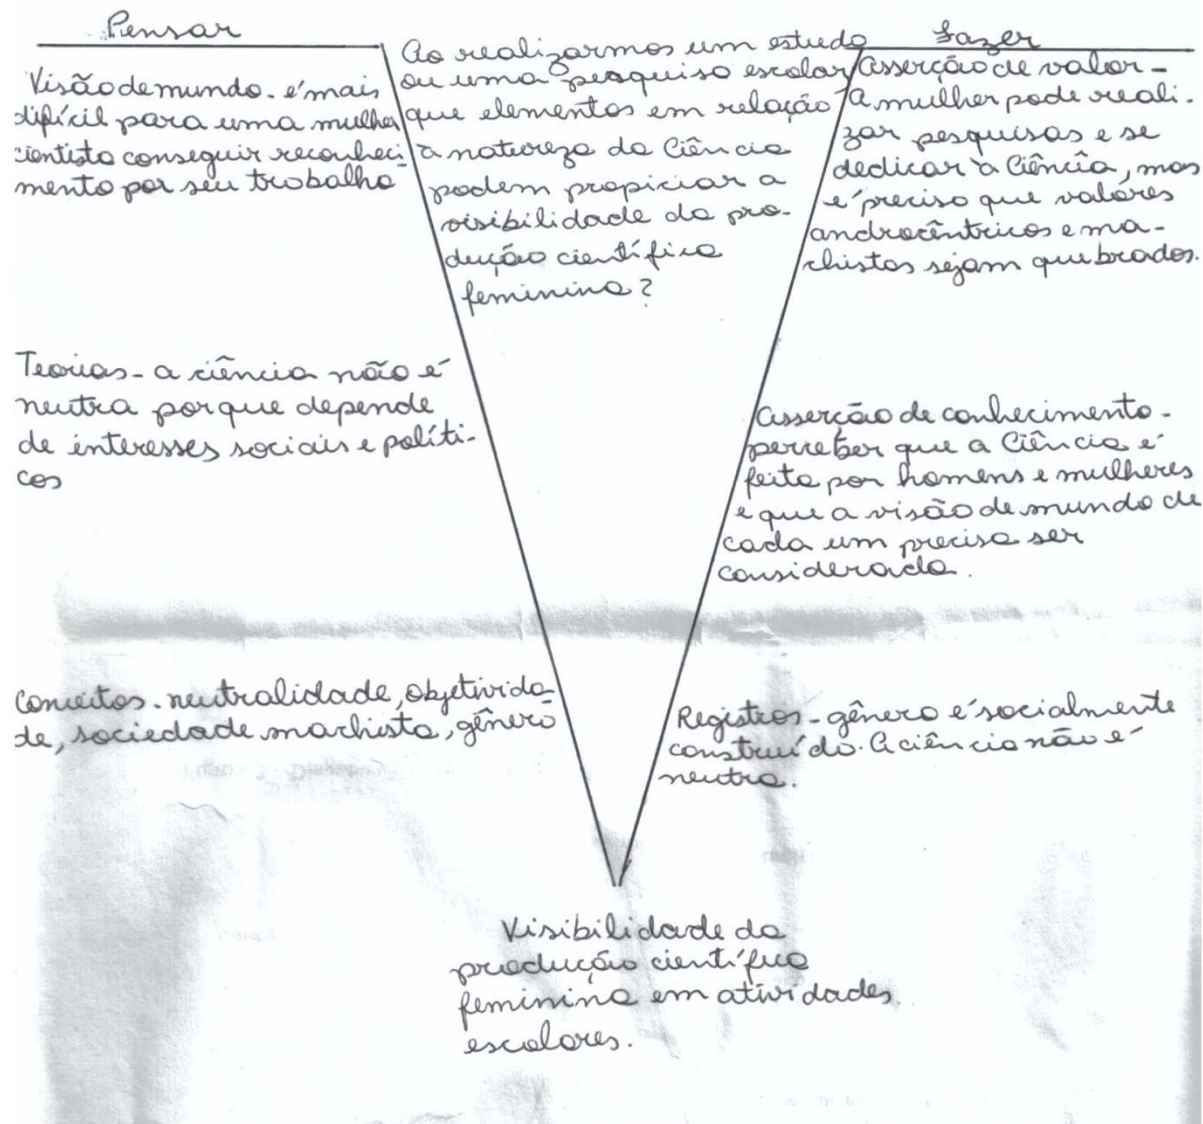 Pensar
Visão de mundo - é mais
difícil para uma mulher
cientista conseguir reconheci-
mento por seu trabalho
Teorias - a ciência não é
neutra porque depende
de interesses sociais e políti-
cos
Conceitos - neutralidade, objetivida-
de, sociedade machista, gênero
Ao realizarmos um estudo
ou uma pesquisa escolar
que elementos em relação
à natureza da Ciência
podem propiciar a
visibilidade da pro-
dução científica
feminina?
Fazer
Asserção de valor -
A mulher pode reali-
zar pesquisas e se
dedicar à Ciência, mas
é preciso que valores
androcêntricos e ma-
chistas sejam quebrados.
Asserção de conhecimento -
perceber que a Ciência é
feita por homens e mulheres
e que a visão de mundo de
cada um precisa ser
considerada.
Registros - gênero é socialmente
construído. A ciência não é
neutra.
Visibilidade da
produção científica
feminina em atividades
escolares.